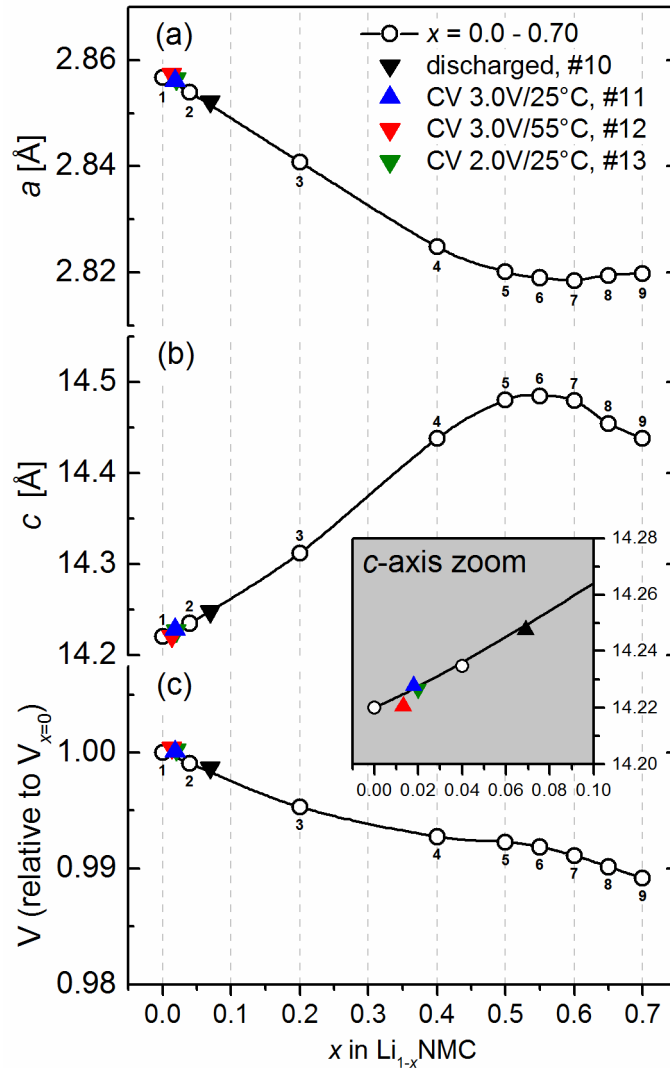 (a)
x = 0.0 - 0.70
discharged, #10
CV 3.0V/25°C, #11
CV 3.0V/55°C, #12
CV 2.0V/25°C, #13
2.86
2.84
2.82
a [Å]
1 2 3 4 5 6 7 8 9
(b)
14.5
14.4
14.3
14.2
c [Å]
1 2 3 4 5 6 7 8 9
c-axis zoom
14.28
14.26
14.24
14.22
14.20
0.00 0.02 0.04 0.06 0.08 0.10
(c)
1.00
0.99
0.98
V (relative to Vx=0)
1 2 3 4 5 6 7 8 9
0.0 0.1 0.2 0.3 0.4 0.5 0.6 0.7
x in Li1-xNMC